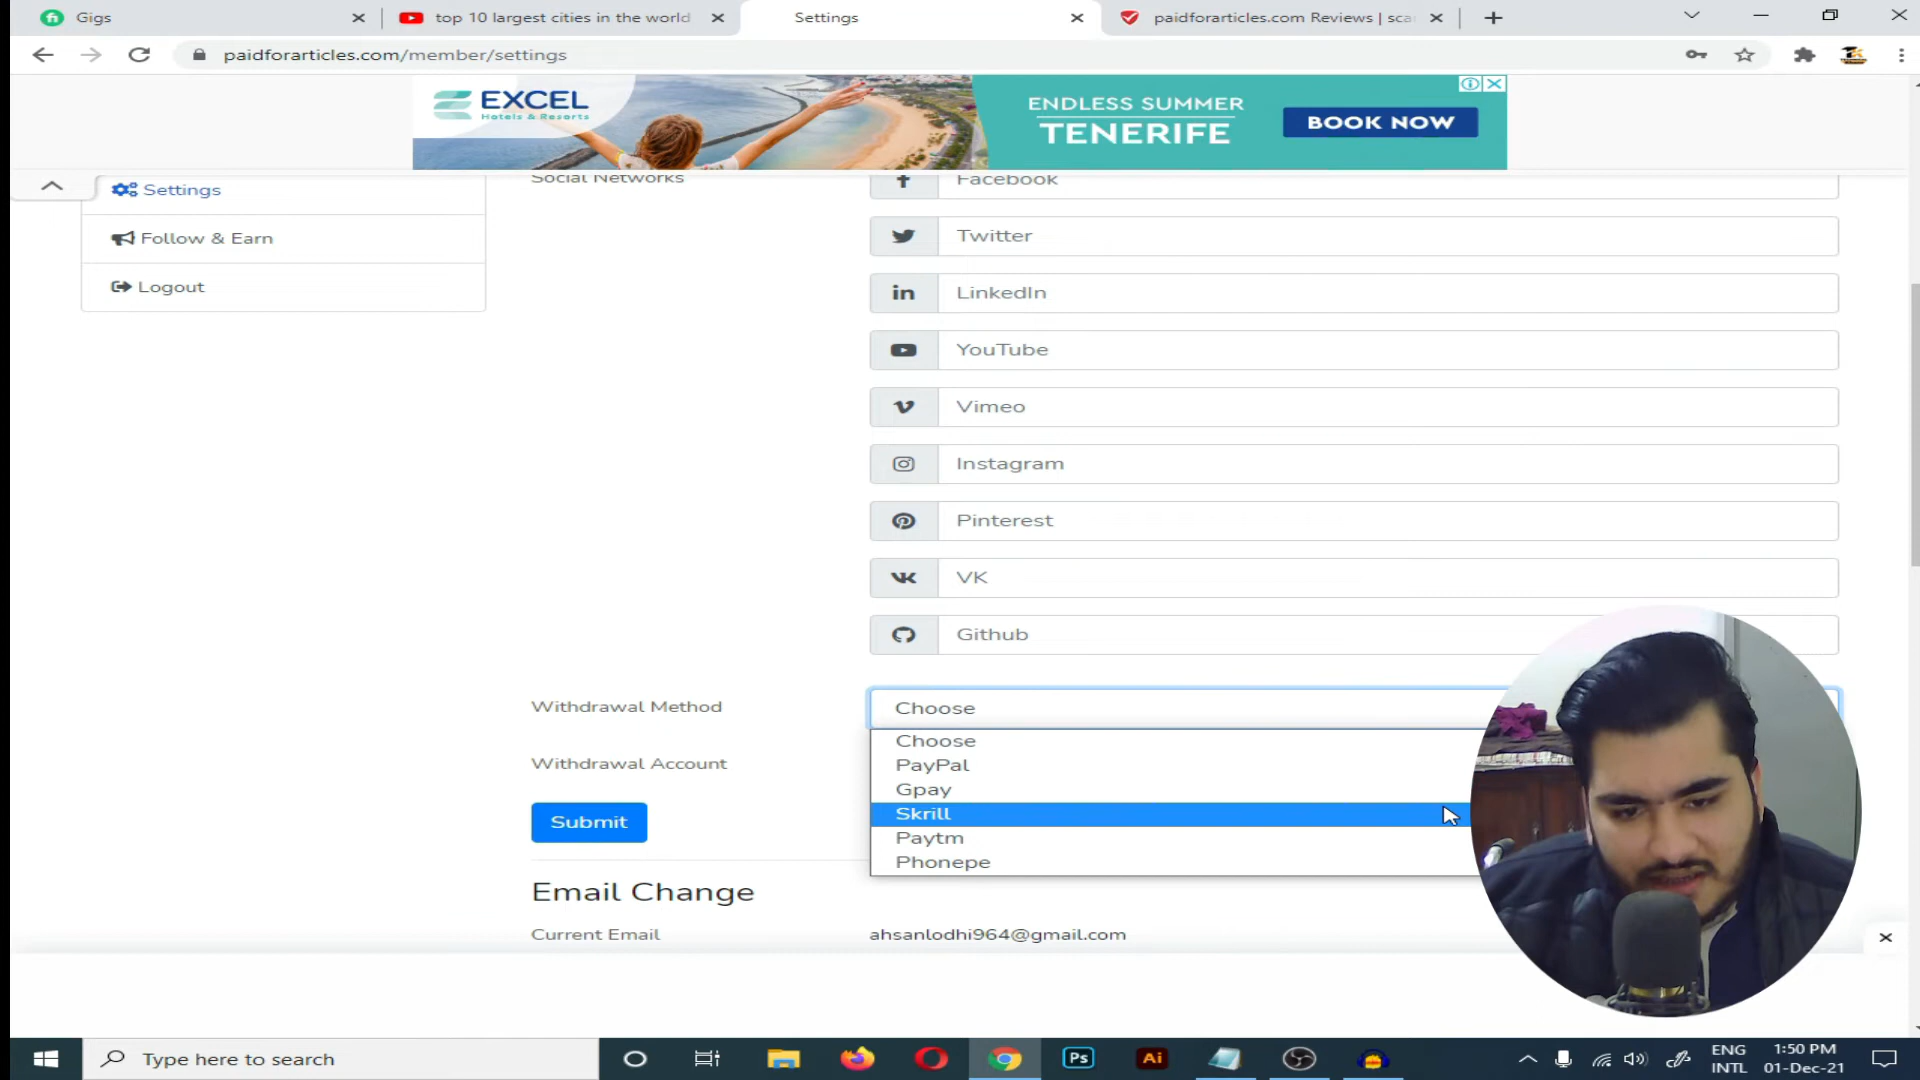 Gigs
top 10 largest cities in the world
Settings
paidforarticles.com Reviews | sca
paidforarticles.com/member/settings
EXCEL
Hotels & Resorts
ENDLESS SUMMER
TENERIFE
BOOK NOW
Settings
Follow & Earn
Logout
Social Networks
Facebook
Twitter
LinkedIn
YouTube
Vimeo
Instagram
Pinterest
VK
Github
Withdrawal Method
Choose
Choose
PayPal
Gpay
Skrill
Paytm
Phonepe
Withdrawal Account
Submit
Email Change
Current Email
ahsanlodhi964@gmail.com
Type here to search
Ps
Ai
ENG
INTL
1:50 PM
01-Dec-21